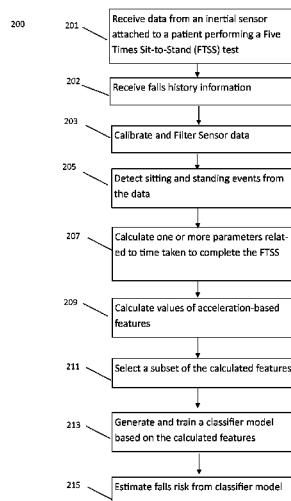 200
201
Receive data from an inertial sensor
attached to a patient performing a Five
Times Sit-to-Stand (FTSS) test
202
Receive falls history information
203
Calibrate and Filter Sensor data
205
Detect sitting and standing events from
the data
207
Calculate one or more parameters relat-
ed to time taken to complete the FTSS
209
Calculate values of acceleration-based
features
211
Select a subset of the calculated features
213
Generate and train a classifier model
based on the calculated features
215
Estimate falls risk from classifier model